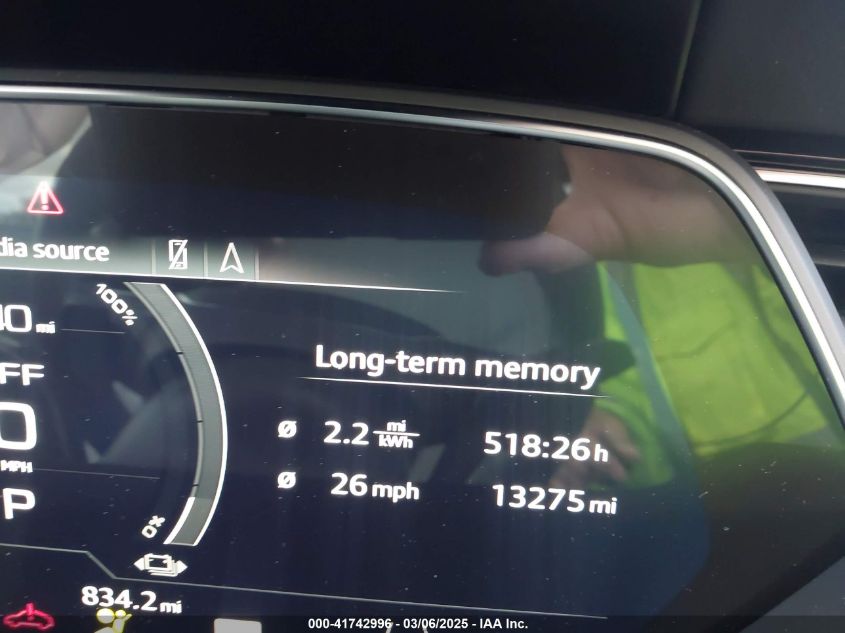 dia source
100%
mi
FF
MPH
P
0%
834.2 mi
Long-term memory
Ø 2.2 mi/kWh 518:26 h
Ø 26 mph 13275 mi
000-41742996 - 03/06/2025 - IAA Inc.